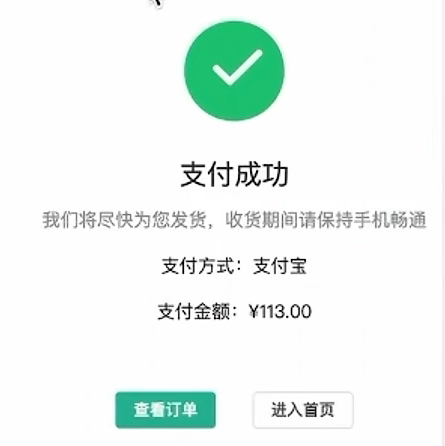 支付成功
我们将尽快为您发货，收货期间请保持手机畅通
支付方式：支付宝
支付金额：¥113.00
查看订单
进入首页